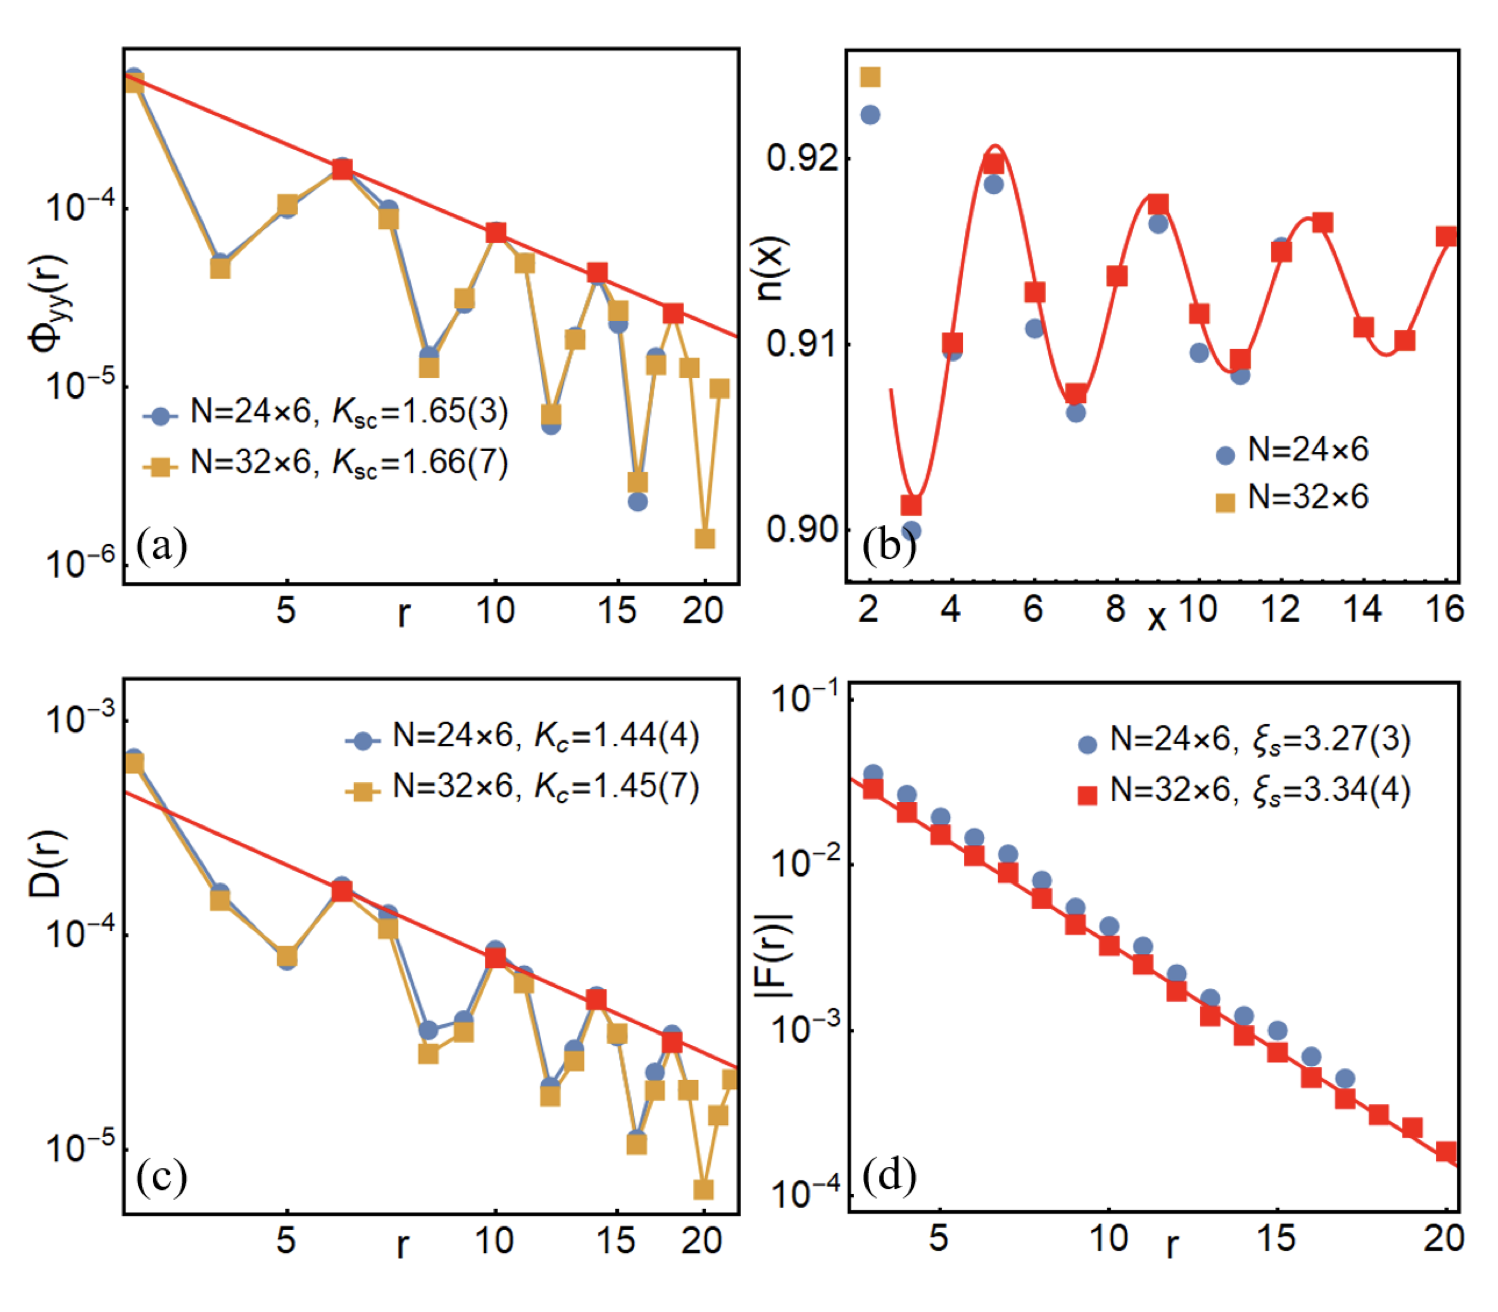 10⁻⁴
10⁻⁵
10⁻⁶
Φyy(r)
N=24×6, Ksc=1.65(3)
N=32×6, Ksc=1.66(7)
(a)
5 r 10 15 20
0.92
0.91
0.90
n(x)
N=24×6
N=32×6
(b)
2 4 6 8 x 10 12 14 16
10⁻³
10⁻⁴
10⁻⁵
D(r)
N=24×6, Kc=1.44(4)
N=32×6, Kc=1.45(7)
(c)
5 r 10 15 20
10⁻¹
10⁻²
10⁻³
10⁻⁴
|F(r)|
N=24×6, ξs=3.27(3)
N=32×6, ξs=3.34(4)
(d)
5 10 r 15 20